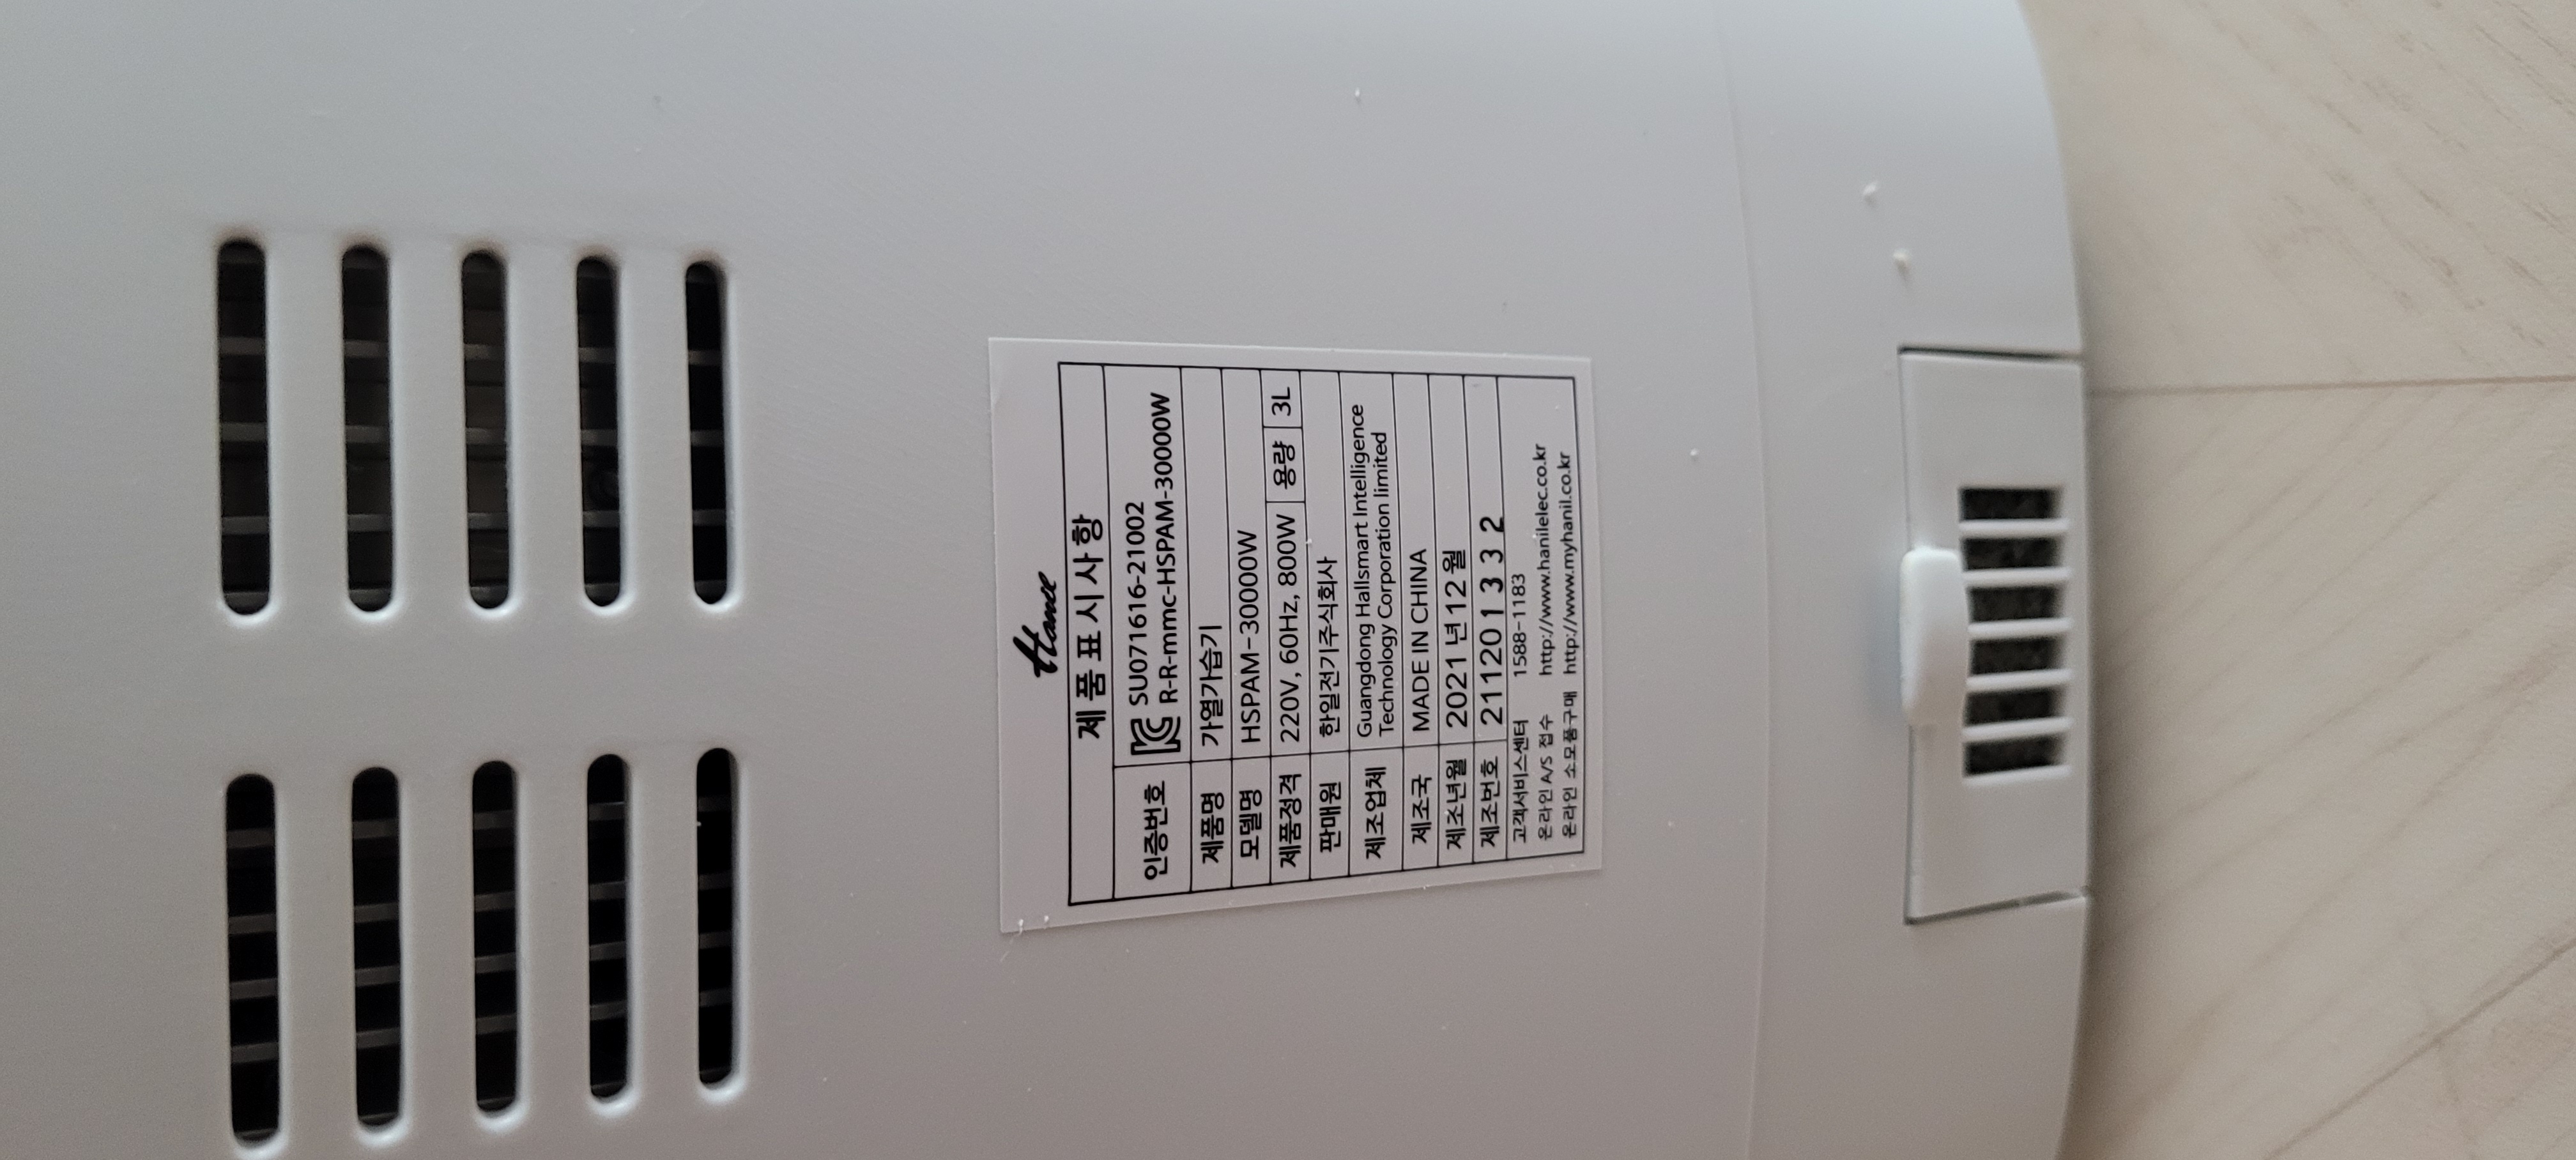 Hance
제품표시사항
인증번호 SU071616-21002
R-R-mmc-HSPAM-30000W
제품명 가열가습기
모델명 HSPAM-30000W
제품정격 220V, 60Hz, 800W 용량 3L
판매원 한일전기주식회사
제조업체 Guangdong Hallsmart Intelligence
Technology Corporation limited
제조국 MADE IN CHINA
제조년월 2021년12월
제조번호 2112013332
고객서비스센터 1588-1183
온라인 A/S 접수 http://www.hanilelec.co.kr
온라인 소모품구매 http://www.myhanil.co.kr